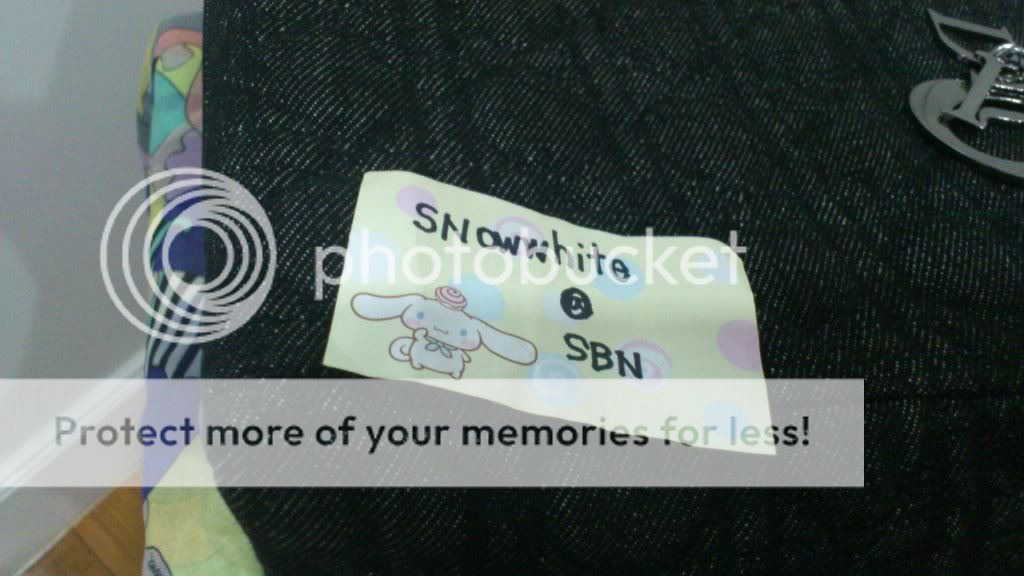 SNowwhite
@
SBN
photobucket
Protect more of your memories for less!